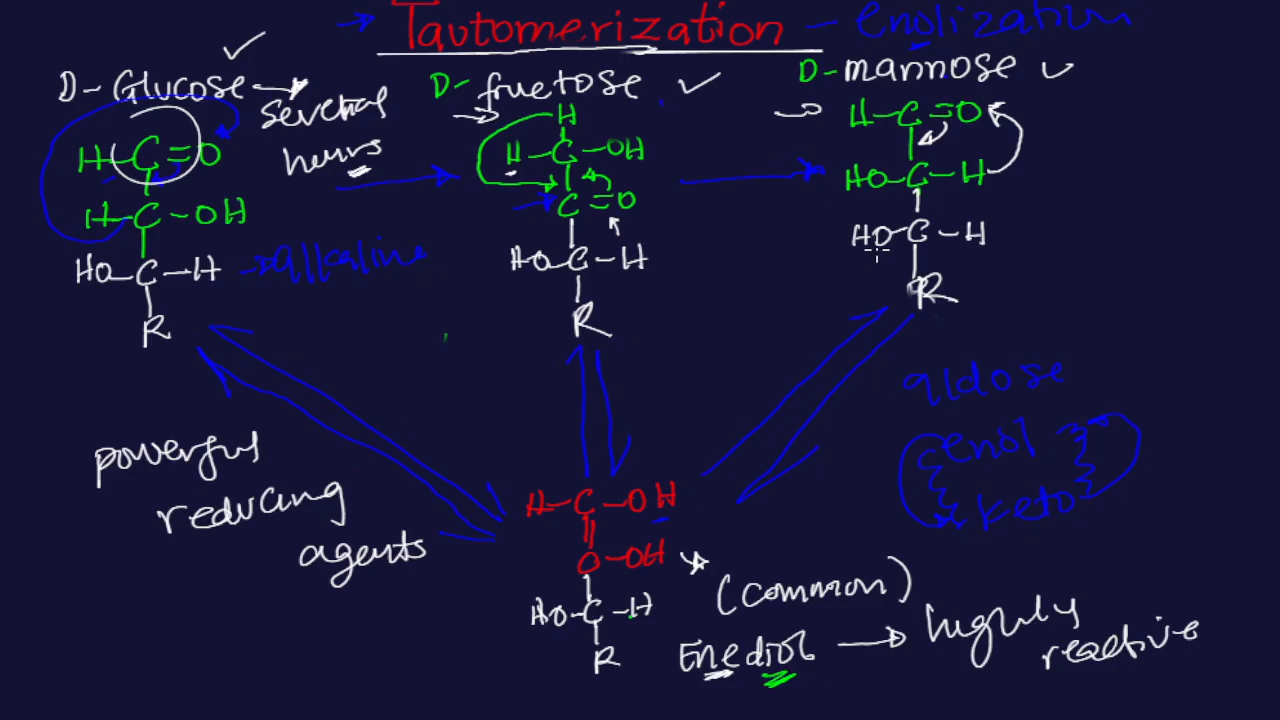 → Tautomerization - enolization
D-Glucose → several hours
D-fructose
D-mannose
H-C=O
H-C-OH
HO-C-H
R
→ alkaline
H
H-C-OH
C=O
HO-C-H
R
H-C=O
HO-C-H
HO-C-H
R
aldose
enol
keto
powerful
reducing
agents
H-C-OH
O-OH
HO-C-H
R
(common)
Enediol → highly
reactive